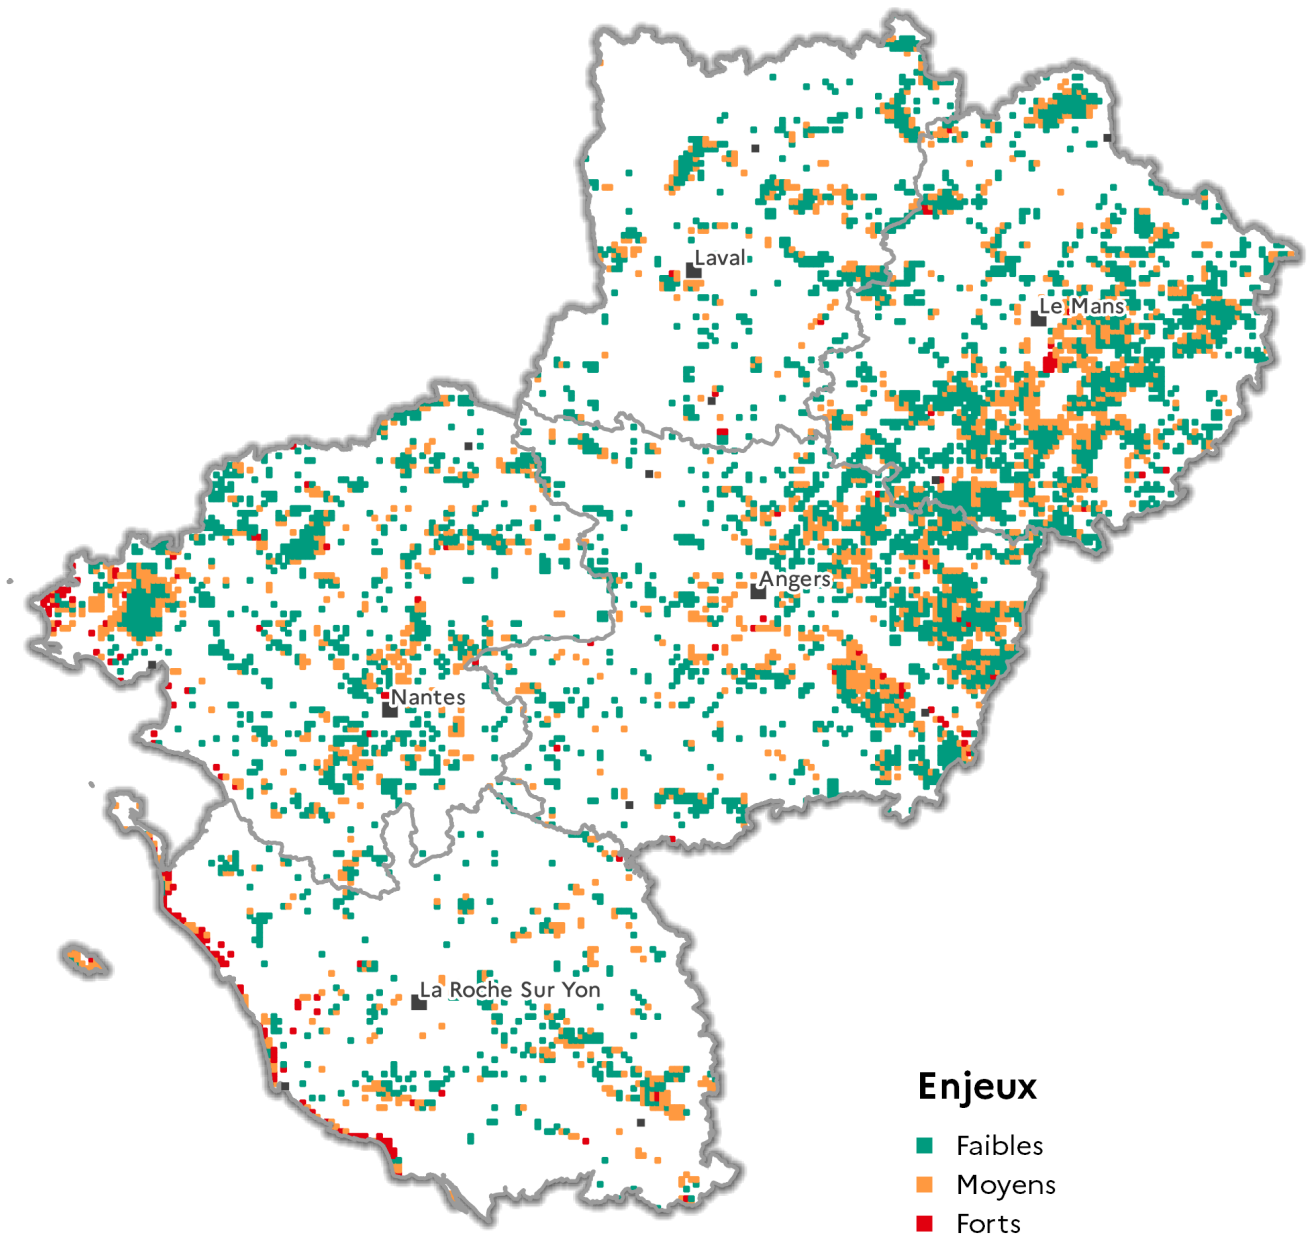 Laval
Le Mans
Angers
Nantes
La Roche Sur Yon
Enjeux
Faibles
Moyens
Forts